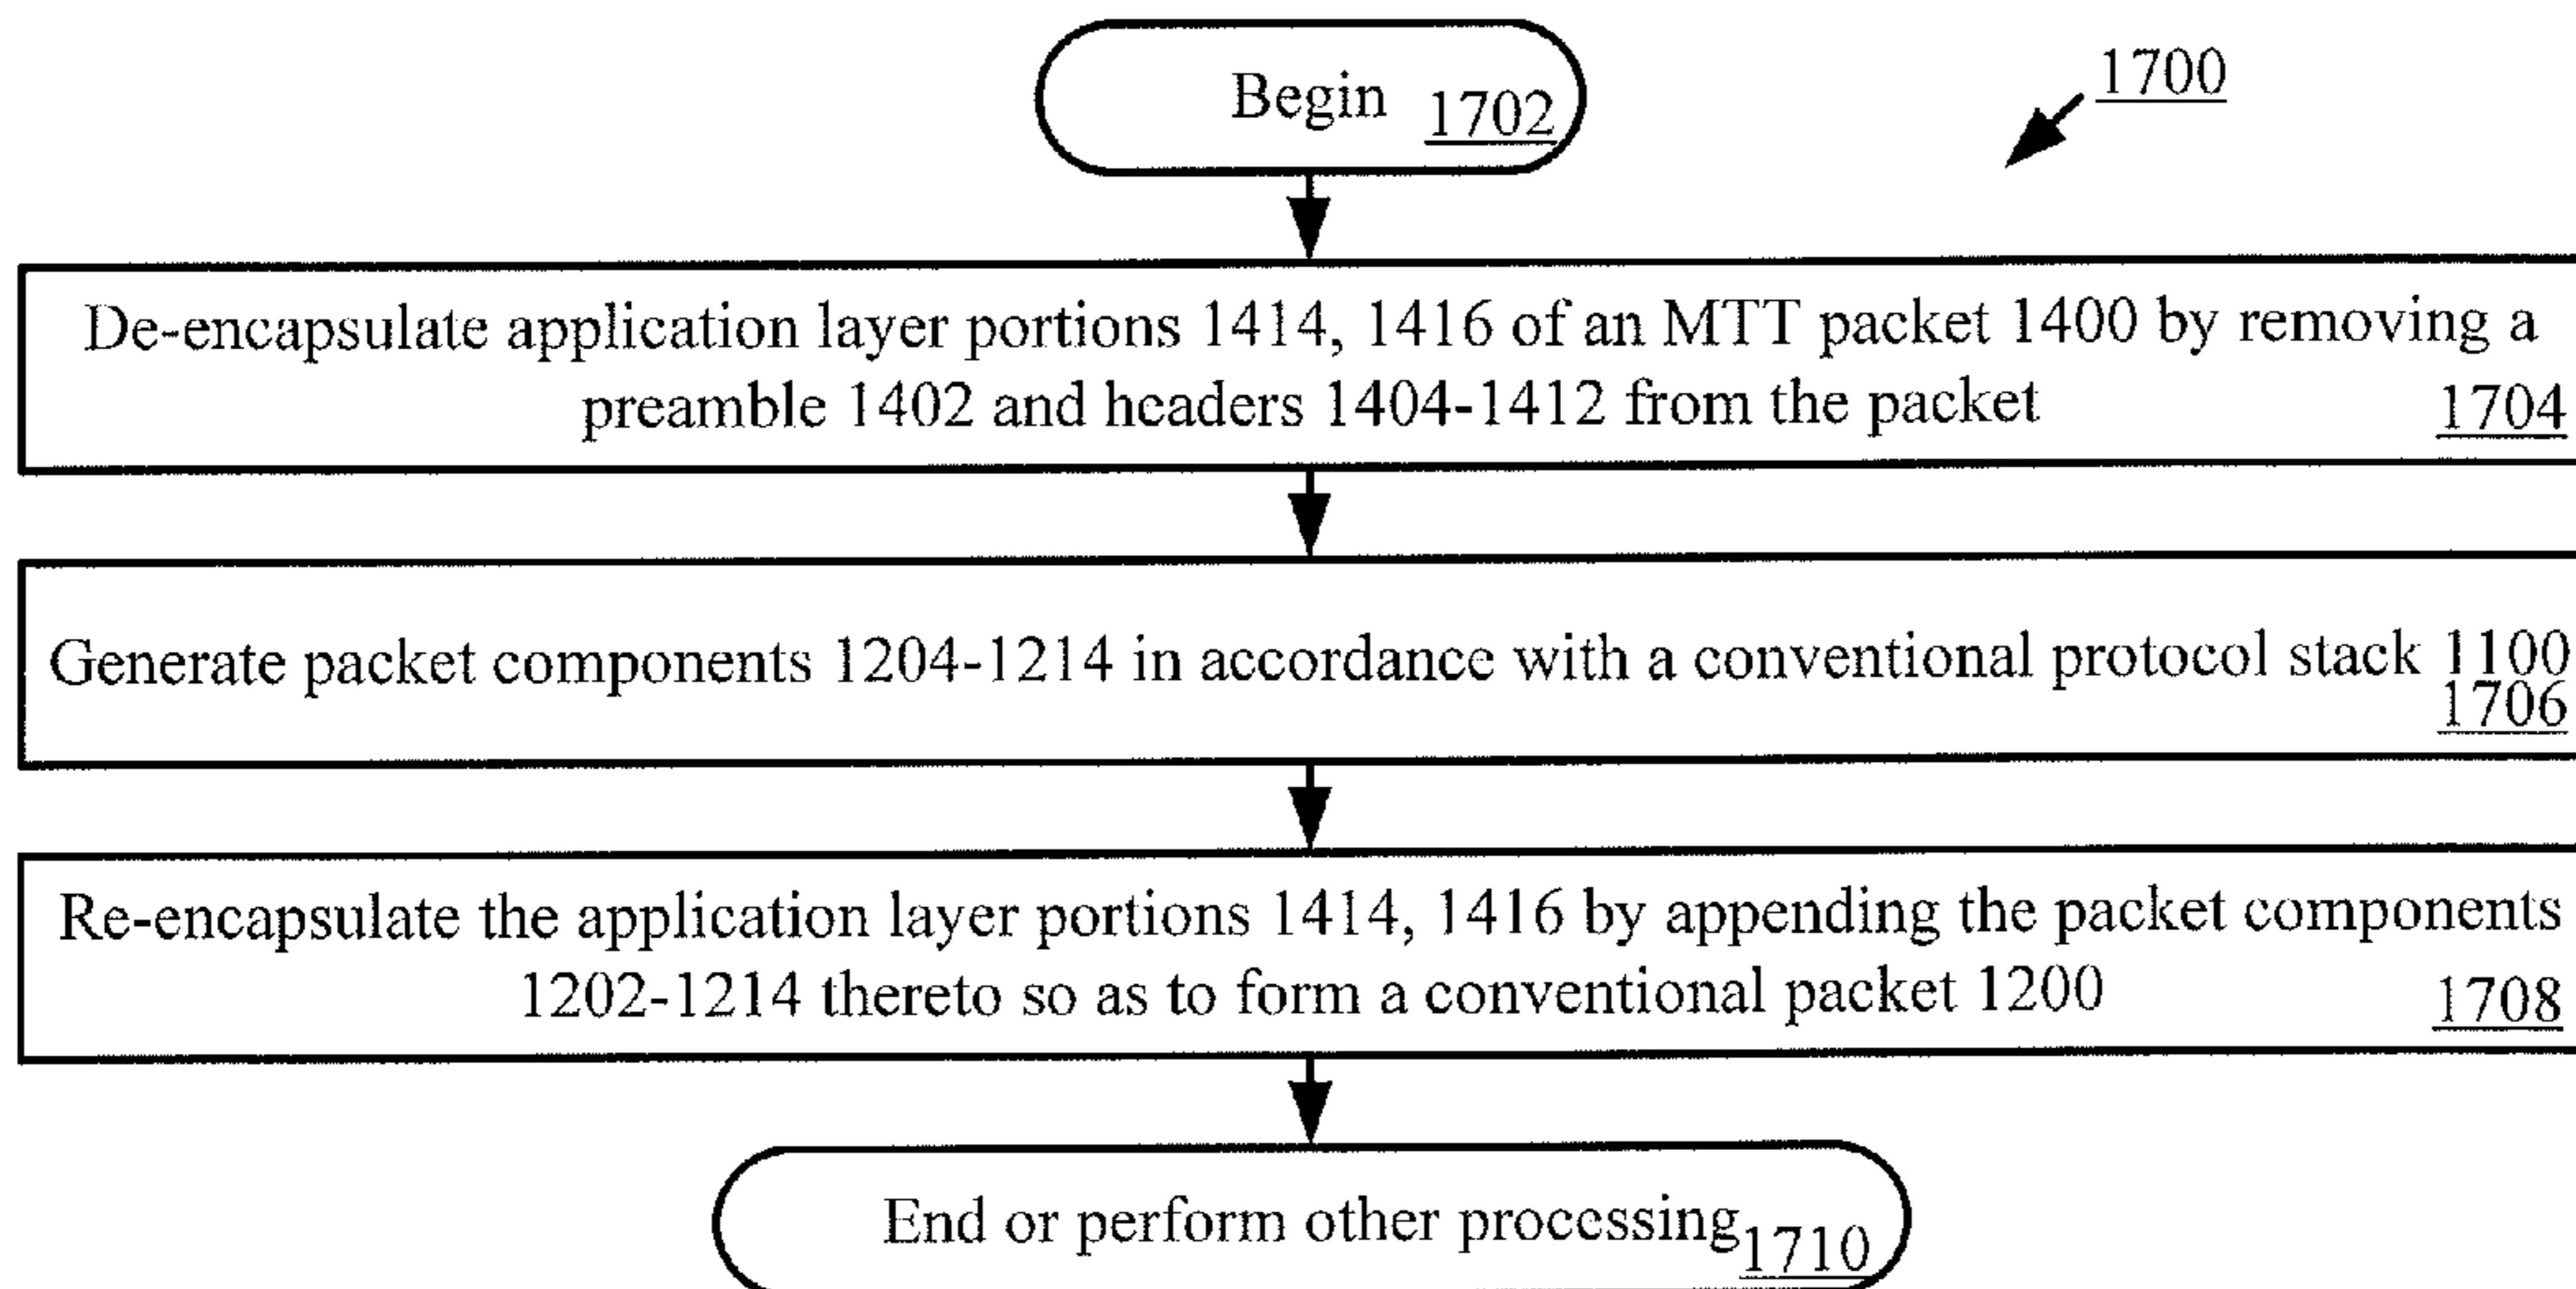 Begin 1702
1700
De-encapsulate application layer portions 1414, 1416 of an MTT packet 1400 by removing a
preamble 1402 and headers 1404-1412 from the packet 1704
Generate packet components 1204-1214 in accordance with a conventional protocol stack 1100
1706
Re-encapsulate the application layer portions 1414, 1416 by appending the packet components
1202-1214 thereto so as to form a conventional packet 1200 1708
End or perform other processing 1710